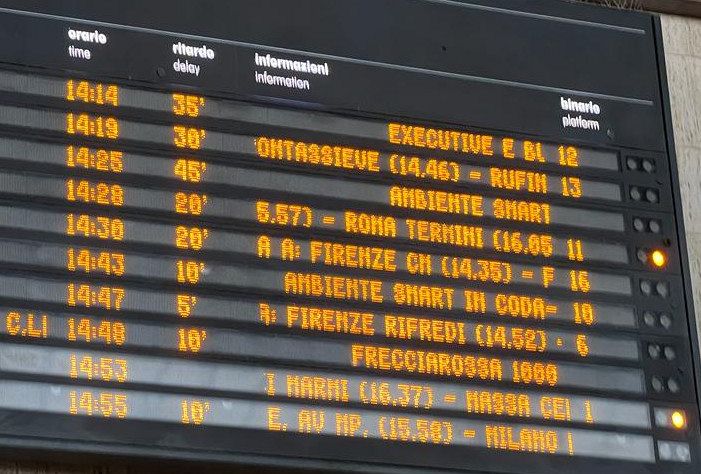 orario ritardo informazioni binario
time delay information platform
14:14 35' EXECUTIVE E BL 12
14:19 30' ONTASSIEVE (14.46) - RUFIN 13
14:25 45' AMBIENTE SMART
14:28 20' 5.57) - ROMA TERMINI (16.05 11
14:30 20' A A: FIRENZE CM (14.35) - F 16
14:43 10' AMBIENTE SMART IN CODA- 10
14:47 5' A: FIRENZE RIFREDI (14.52) - 6
C.LI 14:48 10' FRECCIAROSSA 1000
14:53 I MARMI (16.37) - MASSA CE 1
14:55 10' E. AV MP. (15.58) - MILANO